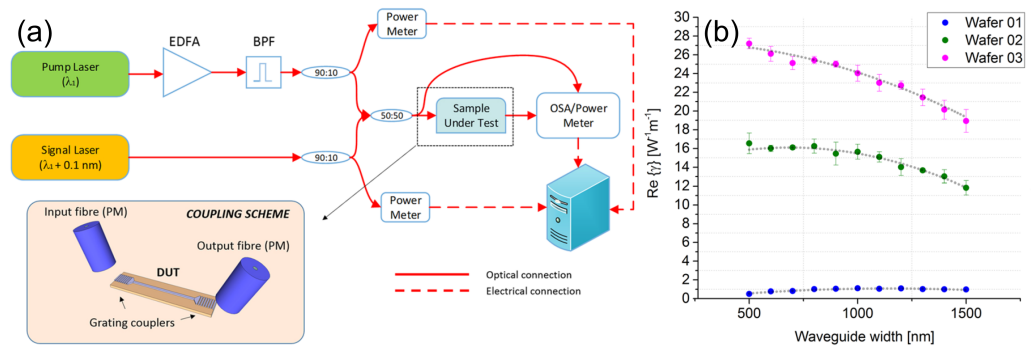 (a)
Pump Laser
(λ₁)
EDFA
BPF
90:10
Power
Meter
50:50
Sample
Under Test
OSA/Power
Meter
Signal Laser
(λ₁ + 0.1 nm)
90:10
Power
Meter
COUPLING SCHEME
Input fibre (PM)
Output fibre (PM)
DUT
Grating couplers
Optical connection
Electrical connection
(b)
Wafer 01
Wafer 02
Wafer 03
Re {γ} [W⁻¹m⁻¹]
30
28
26
24
22
20
18
16
14
12
10
8
6
4
2
0
500
1000
1500
Waveguide width [nm]